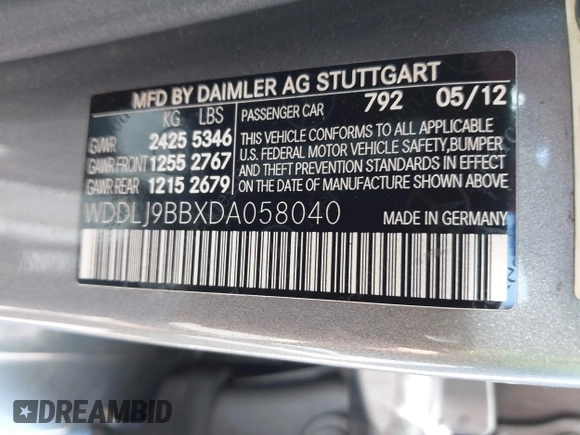 MFD BY DAIMLER AG STUTTGART
KG LBS PASSENGER CAR 792 05/12
GVWR 2425 5346
GAWR FRONT 1255 2767
GAWR REAR 1215 2679
THIS VEHICLE CONFORMS TO ALL APPLICABLE
U.S. FEDERAL MOTOR VEHICLE SAFETY,BUMPER
AND THEFT PREVENTION STANDARDS IN EFFECT
ON THE DATE OF MANUFACTURE SHOWN ABOVE
WDDLJ9BBXDA058040 MADE IN GERMANY
DREAMBID